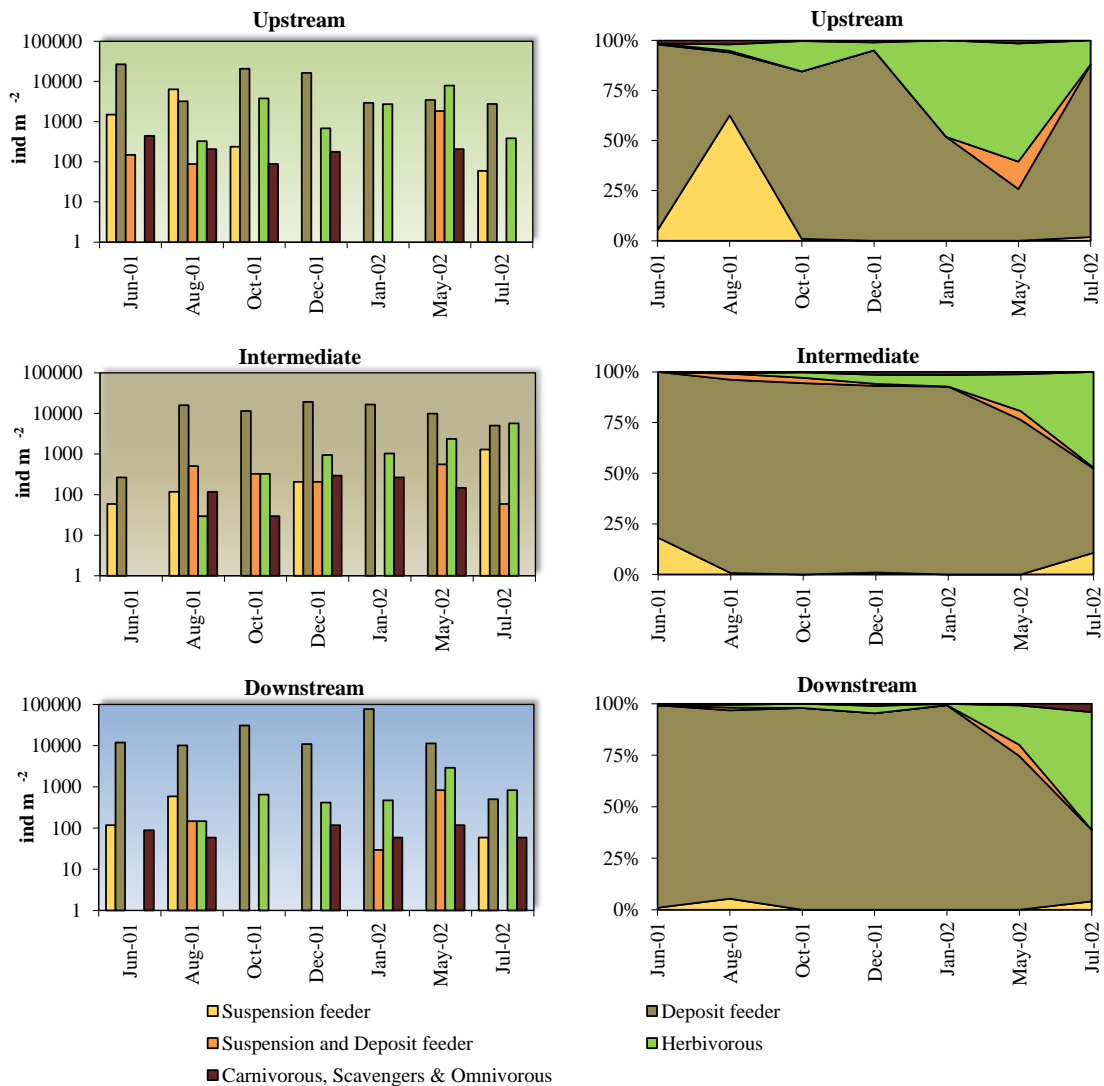 Upstream
100000
10000
1000
100
10
1
ind m -2
Jun-01
Aug-01
Oct-01
Dec-01
Jan-02
May-02
Jul-02
Upstream
100%
75%
50%
25%
0%
Jun-01
Aug-01
Oct-01
Dec-01
Jan-02
May-02
Jul-02
Intermediate
100000
10000
1000
100
10
1
ind m -2
Jun-01
Aug-01
Oct-01
Dec-01
Jan-02
May-02
Jul-02
Intermediate
100%
75%
50%
25%
0%
Jun-01
Aug-01
Oct-01
Dec-01
Jan-02
May-02
Jul-02
Downstream
100000
10000
1000
100
10
1
ind m -2
Jun-01
Aug-01
Oct-01
Dec-01
Jan-02
May-02
Jul-02
Downstream
100%
75%
50%
25%
0%
Jun-01
Aug-01
Oct-01
Dec-01
Jan-02
May-02
Jul-02
Suspension feeder
Deposit feeder
Suspension and Deposit feeder
Herbivorous
Carnivorous, Scavengers & Omnivorous